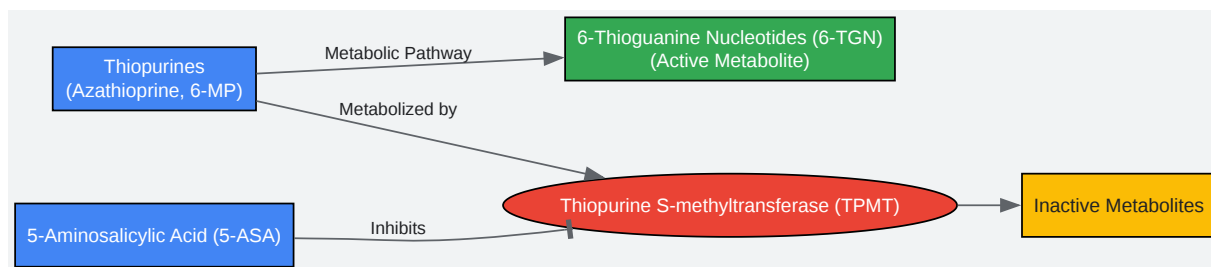 Thiopurines
(Azathioprine, 6-MP)
Metabolic Pathway
6-Thioguanine Nucleotides (6-TGN)
(Active Metabolite)
Metabolized by
Thiopurine S-methyltransferase (TPMT)
Inactive Metabolites
5-Aminosalicylic Acid (5-ASA)
Inhibits